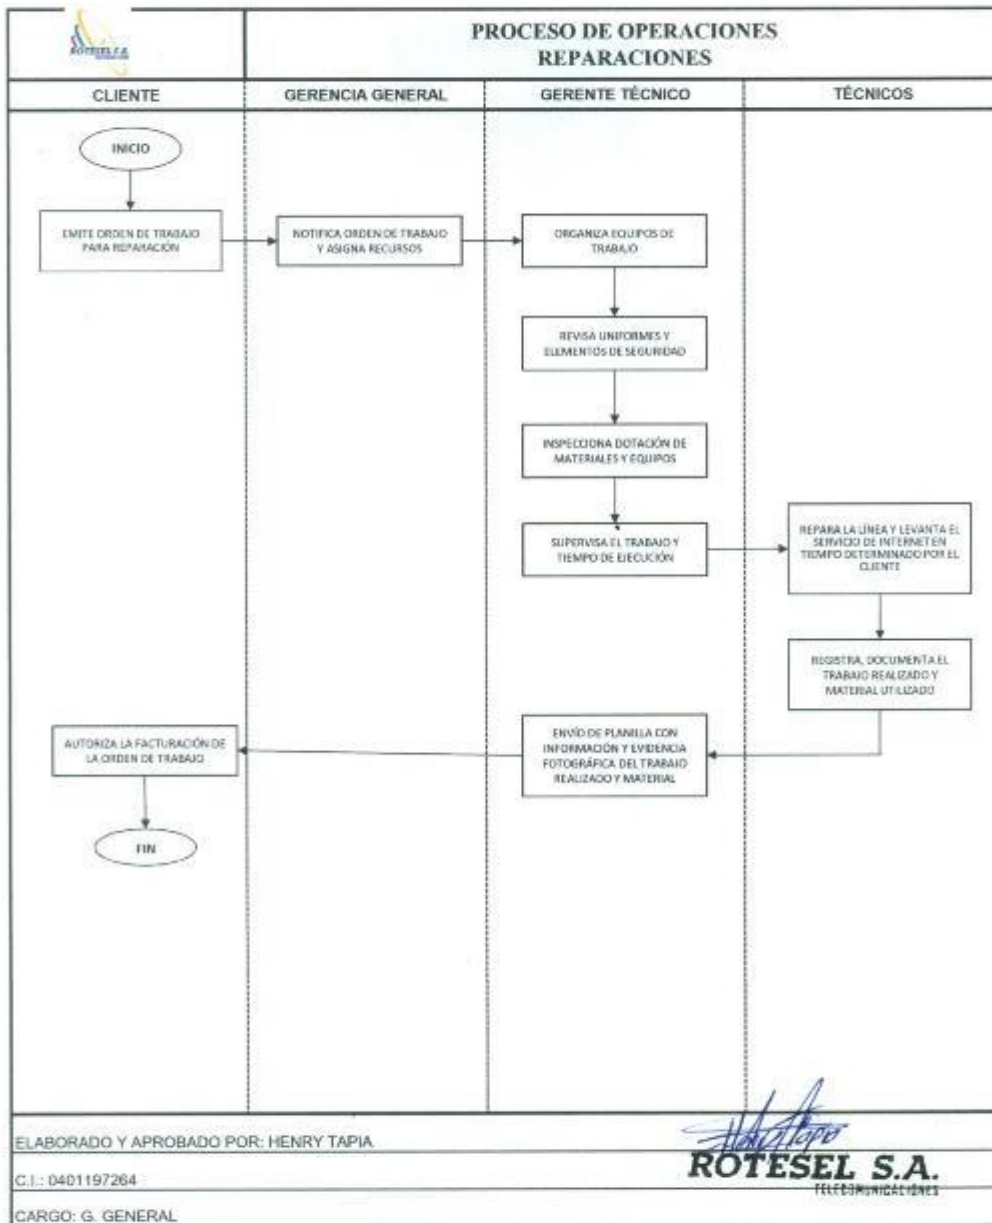 ROTESEL S.A.
PROCESO DE OPERACIONES
REPARACIONES
CLIENTE
GERENCIA GENERAL
GERENTE TÉCNICO
TÉCNICOS
INICIO
EMITE ORDEN DE TRABAJO
PARA REPARACIÓN
NOTIFICA ORDEN DE TRABAJO
Y ASIGNA RECURSOS
ORGANIZA EQUIPOS DE
TRABAJO
REVISA UNIFORMES Y
ELEMENTOS DE SEGURIDAD
INSPECCIONA DOTACIÓN DE
MATERIALES Y EQUIPOS
SUPERVISA EL TRABAJO Y
TIEMPO DE EJECUCIÓN
REPARA LA LÍNEA Y LEVANTA EL
SERVICIO DE INTERNET EN
TIEMPO DETERMINADO POR EL
CLIENTE
REGISTRA, DOCUMENTA EL
TRABAJO REALIZADO Y
MATERIAL UTILIZADO
ENVÍO DE PLANILLA CON
INFORMACIÓN Y EVIDENCIA
FOTOGRÁFICA DEL TRABAJO
REALIZADO Y MATERIAL
AUTORIZA LA FACTURACIÓN DE
LA ORDEN DE TRABAJO
FIN
ELABORADO Y APROBADO POR: HENRY TAPIA
C.I.: 0401197264
CARGO: G. GENERAL
Henry Tapia
ROTESEL S.A.
TELECOMUNICACIONES